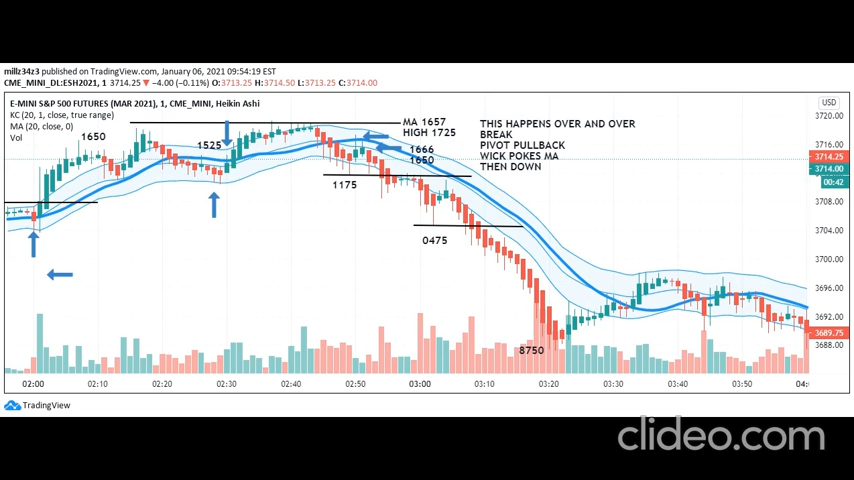 millz34z3 published on TradingView.com, January 06, 2021 09:54:19 EST
CME_MINI_DL:ESH2021, 1 3714.25 ▼ −4.00 (−0.11%) O:3713.25 H:3714.50 L:3713.25 C:3714.00
E-MINI S&P 500 FUTURES (MAR 2021), 1, CME_MINI, Heikin Ashi
KC (20, 1, close, true range)
MA (20, close, 0)
Vol
1650
1525
MA 1657
HIGH 1725
1666
1650
1175
0475
8750
THIS HAPPENS OVER AND OVER
BREAK
PIVOT PULLBACK
WICK POKES MA
THEN DOWN
USD
3720.00
3716.00
3714.25
3714.00
00:42
3708.00
3704.00
3700.00
3696.00
3692.00
3689.75
3688.00
02:00 02:10 02:20 02:30 02:40 02:50 03:00 03:10 03:20 03:30 03:40 03:50 04:
TradingView
clideo.com